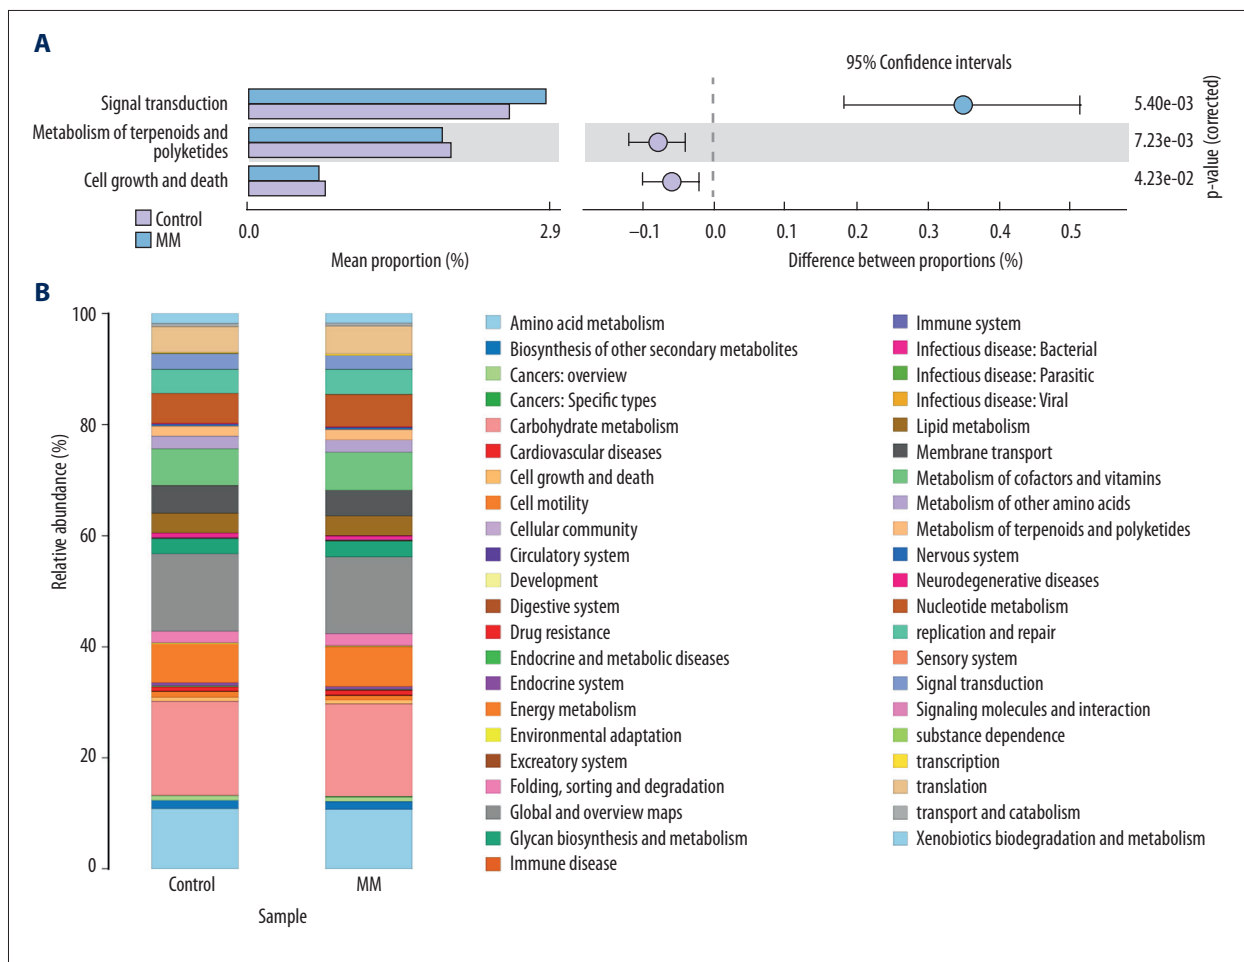 A
95% Confidence intervals
Signal transduction
5.40e-03
Metabolism of terpenoids and
polyketides
7.23e-03
Cell growth and death
4.23e-02
p-value (corrected)
Control
MM
0.0
2.9
Mean proportion (%)
−0.1
0.0
0.1
0.2
0.3
0.4
0.5
Difference between proportions (%)
B
Relative abundance (%)
100
80
60
40
20
0
Control
MM
Sample
Amino acid metabolism
Biosynthesis of other secondary metabolites
Cancers: overview
Cancers: Specific types
Carbohydrate metabolism
Cardiovascular diseases
Cell growth and death
Cell motility
Cellular community
Circulatory system
Development
Digestive system
Drug resistance
Endocrine and metabolic diseases
Endocrine system
Energy metabolism
Environmental adaptation
Excreatory system
Folding, sorting and degradation
Global and overview maps
Glycan biosynthesis and metabolism
Immune disease
Immune system
Infectious disease: Bacterial
Infectious disease: Parasitic
Infectious disease: Viral
Lipid metabolism
Membrane transport
Metabolism of cofactors and vitamins
Metabolism of other amino acids
Metabolism of terpenoids and polyketides
Nervous system
Neurodegenerative diseases
Nucleotide metabolism
replication and repair
Sensory system
Signal transduction
Signaling molecules and interaction
substance dependence
transcription
translation
transport and catabolism
Xenobiotics biodegradation and metabolism